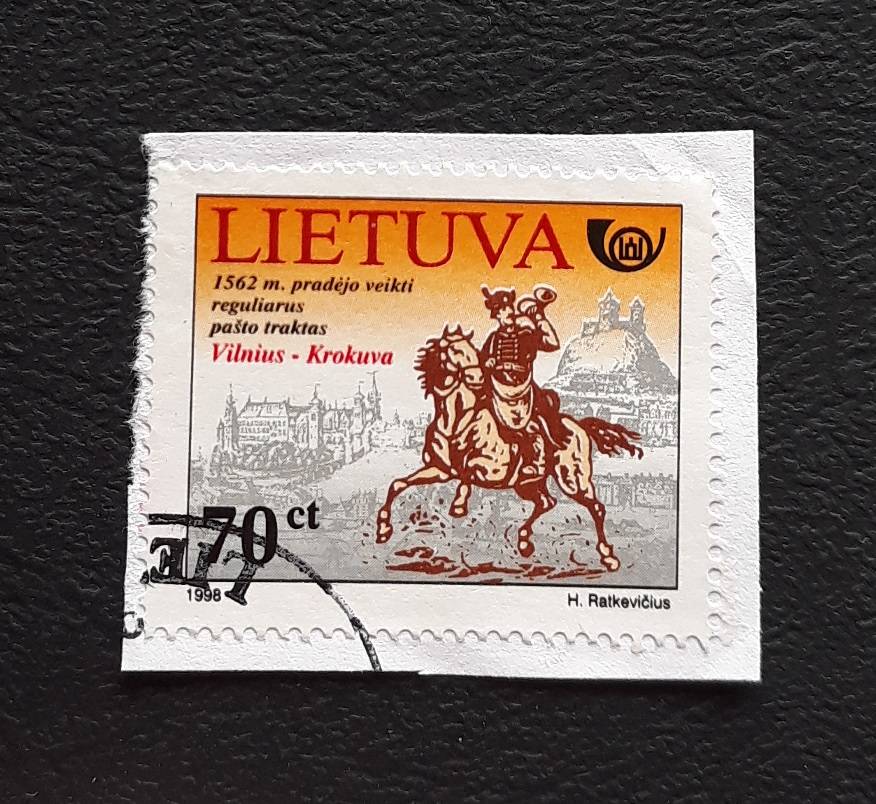 LIETUVA
1562 m. pradėjo veikti
reguliarus
pašto traktas
Vilnius - Krokuva
70 ct
1998
H. Ratkevičius